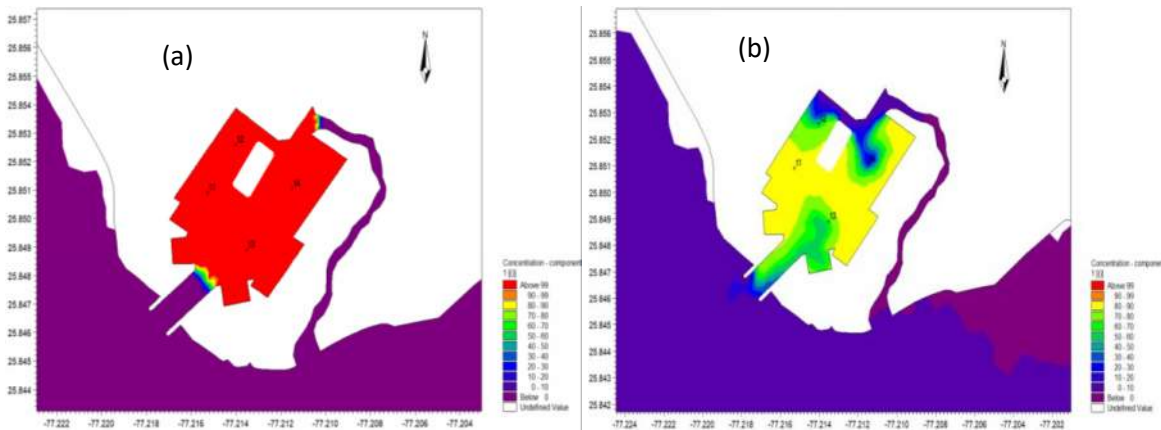 (a)
N
25.857
25.856
25.855
25.854
25.853
25.852
25.851
25.850
25.849
25.848
25.847
25.846
25.845
25.844
-77.222 -77.220 -77.218 -77.216 -77.214 -77.212 -77.210 -77.208 -77.206 -77.204
Concentration - component
Above 99
90 - 99
80 - 90
70 - 80
60 - 70
50 - 60
40 - 50
30 - 40
20 - 30
10 - 20
0 - 10
Below 0
Undefined Value
(b)
N
25.856
25.855
25.854
25.853
25.852
25.851
25.850
25.849
25.848
25.847
25.846
25.845
25.844
25.843
25.842
-77.224 -77.222 -77.220 -77.218 -77.216 -77.214 -77.212 -77.210 -77.208 -77.206 -77.204 -77.202
Concentration - component
Above 99
90 - 99
80 - 90
70 - 80
60 - 70
50 - 60
40 - 50
30 - 40
20 - 30
10 - 20
0 - 10
Below 0
Undefined Value